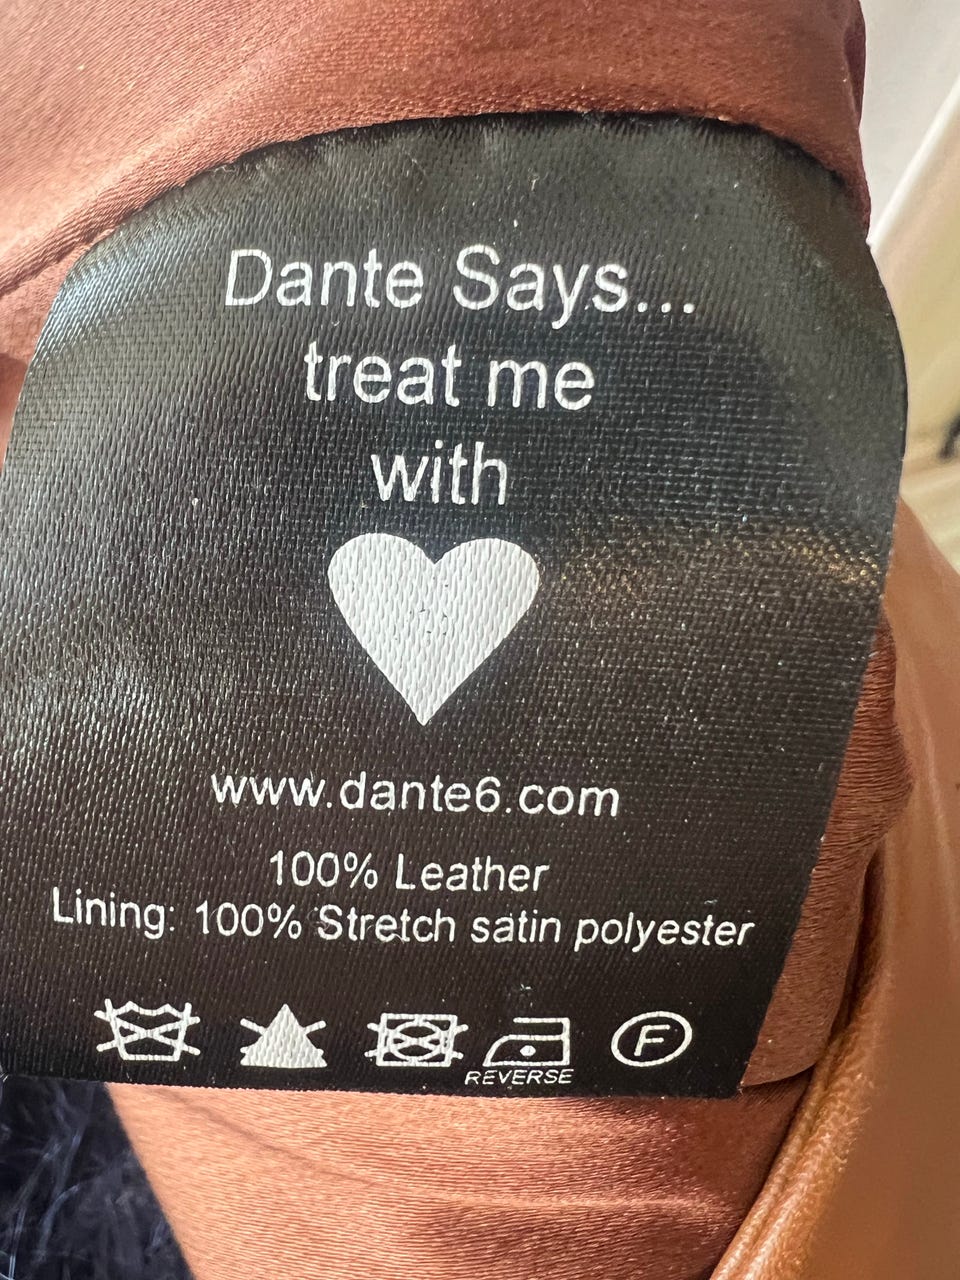 Dante Says...
treat me
with
www.dante6.com
100% Leather
Lining: 100% Stretch satin polyester
REVERSE
F